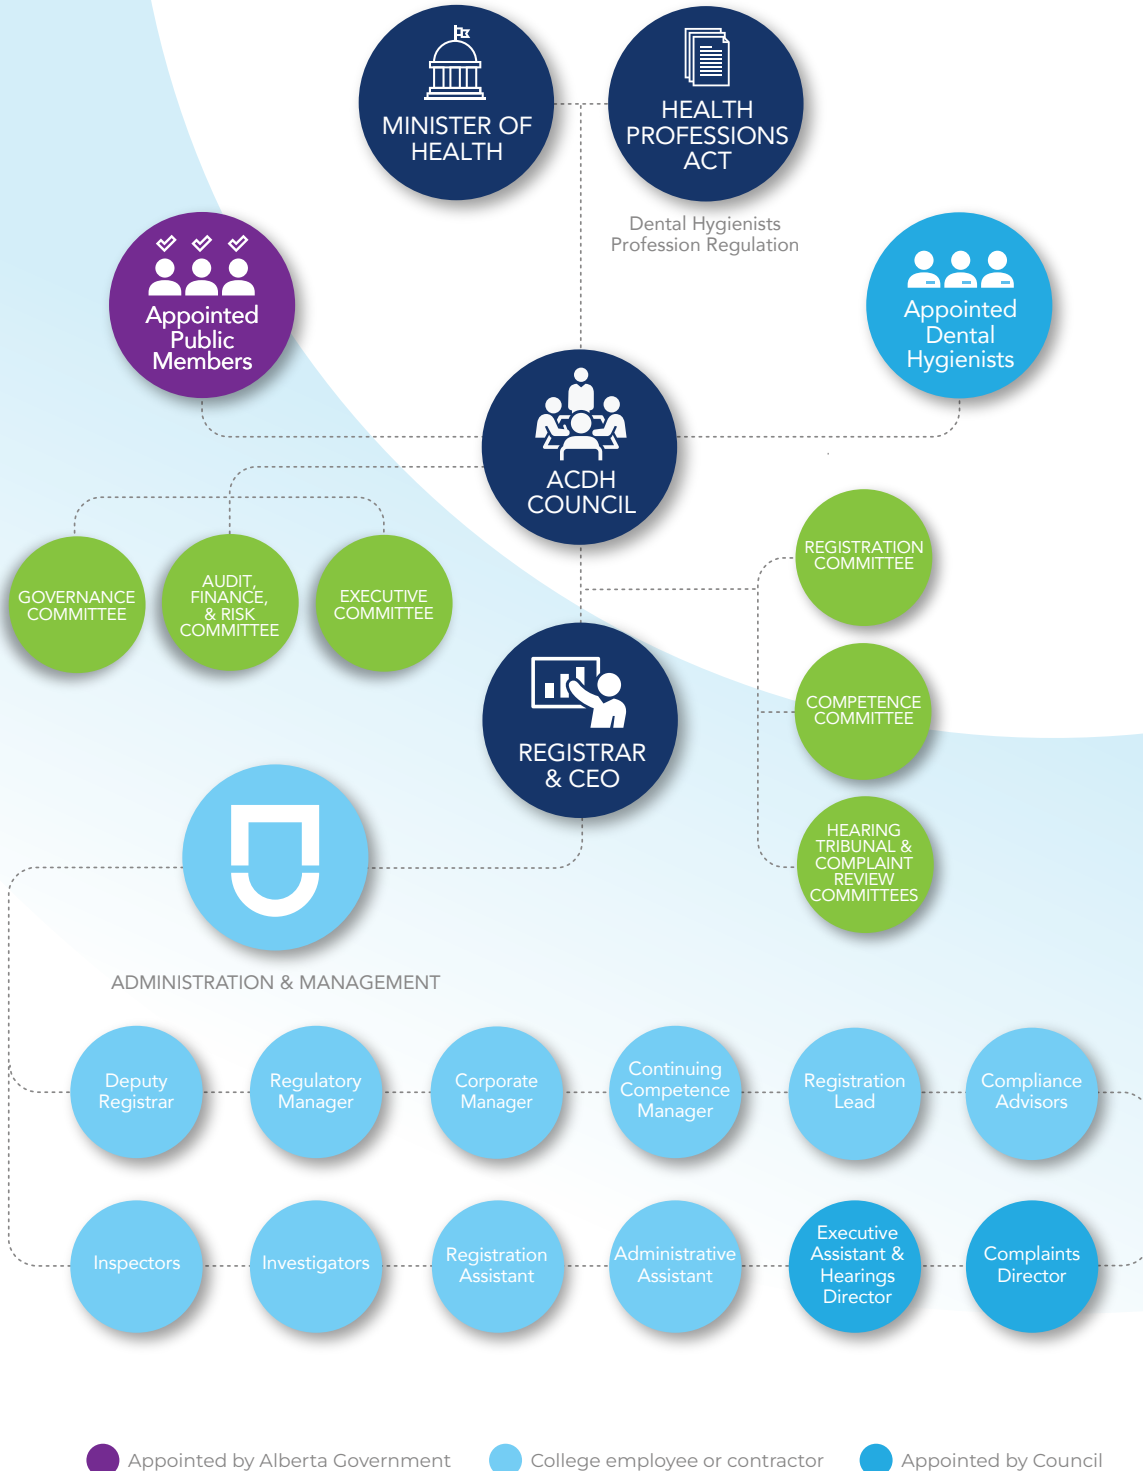 MINISTER OF
HEALTH
HEALTH
PROFESSIONS
ACT
Dental Hygienists
Profession Regulation
Appointed
Public
Members
Appointed
Dental
Hygienists
ACDH
COUNCIL
GOVERNANCE
COMMITTEE
AUDIT,
FINANCE,
& RISK
COMMITTEE
EXECUTIVE
COMMITTEE
REGISTRATION
COMMITTEE
REGISTRAR
& CEO
COMPETENCE
COMMITTEE
HEARING
TRIBUNAL &
COMPLAINT
REVIEW
COMMITTEES
ADMINISTRATION & MANAGEMENT
Deputy
Registrar
Regulatory
Manager
Corporate
Manager
Continuing
Competence
Manager
Registration
Lead
Compliance
Advisors
Inspectors
Investigators
Registration
Assistant
Administrative
Assistant
Executive
Assistant &
Hearings
Director
Complaints
Director
Appointed by Alberta Government
College employee or contractor
Appointed by Council